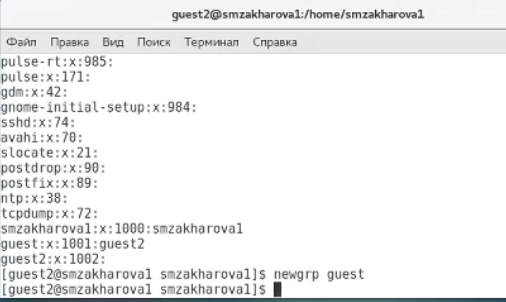 guest2@smzakharova1:/home/smzakharova1
Файл Правка Вид Поиск Терминал Справка
pulse-rt:x:985:
pulse:x:171:
gdm:x:42:
gnome-initial-setup:x:984:
sshd:x:74:
avahi:x:70:
slocate:x:21:
postdrop:x:90:
postfix:x:89:
ntp:x:38:
tcpdump:x:72:
smzakharova1:x:1000:smzakharova1
guest:x:1001:guest2
guest2:x:1002:
[guest2@smzakharova1 smzakharova1]$ newgrp guest
[guest2@smzakharova1 smzakharova1]$